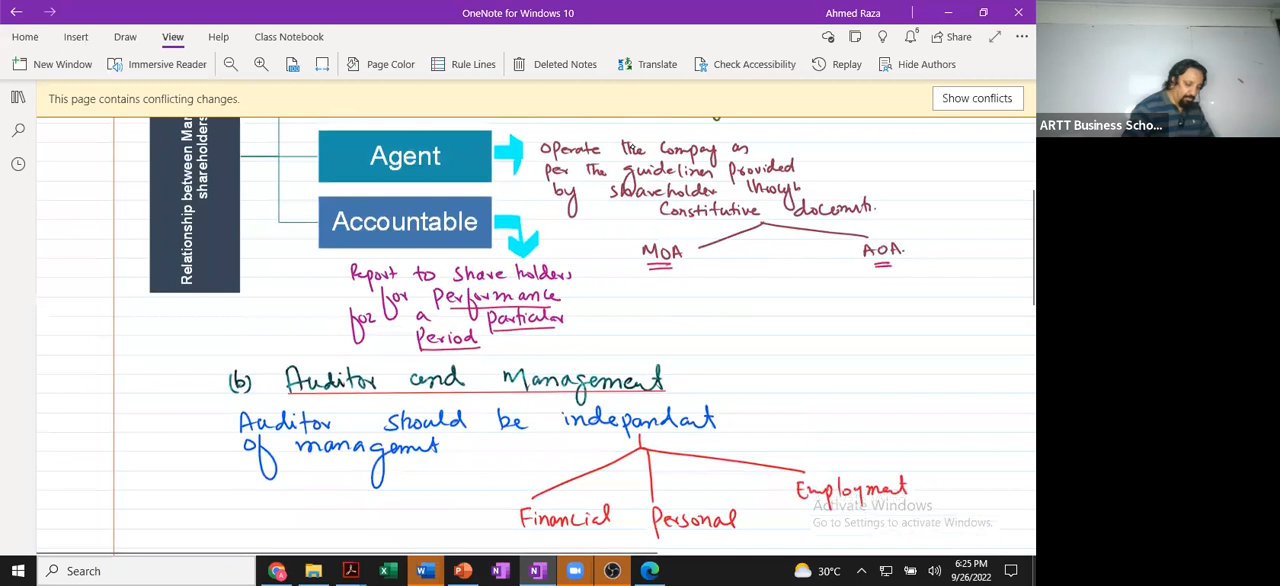 OneNote for Windows 10
Ahmed Raza
Home Insert Draw View Help Class Notebook
Share
New Window Immersive Reader Page Color Rule Lines Deleted Notes Translate Check Accessibility Replay Hide Authors
This page contains conflicting changes. Show conflicts
ARTT Business Scho...
Relationship between Man
shareholders
Agent
Operate the Company as
per the guidelines provided
by shareholder through
Constitutive documents.
Accountable
MOA AOA.
Report to shareholders
for performance
for a particular
Period
(b) Auditor and Management
Auditor should be independant
of management
Financial Personal Employment
Activate Windows
Go to Settings to activate Windows.
Search
30°C
6:25 PM
9/26/2022